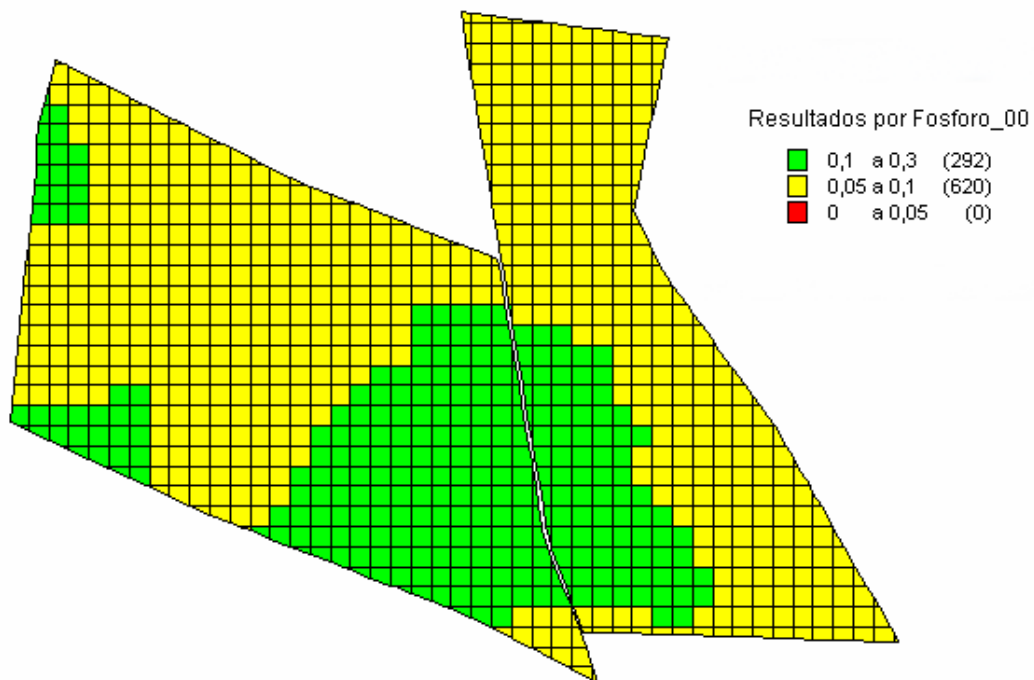 Resultados por Fosforo_00
0,1 a 0,3 (292)
0,05 a 0,1 (620)
0 a 0,05 (0)